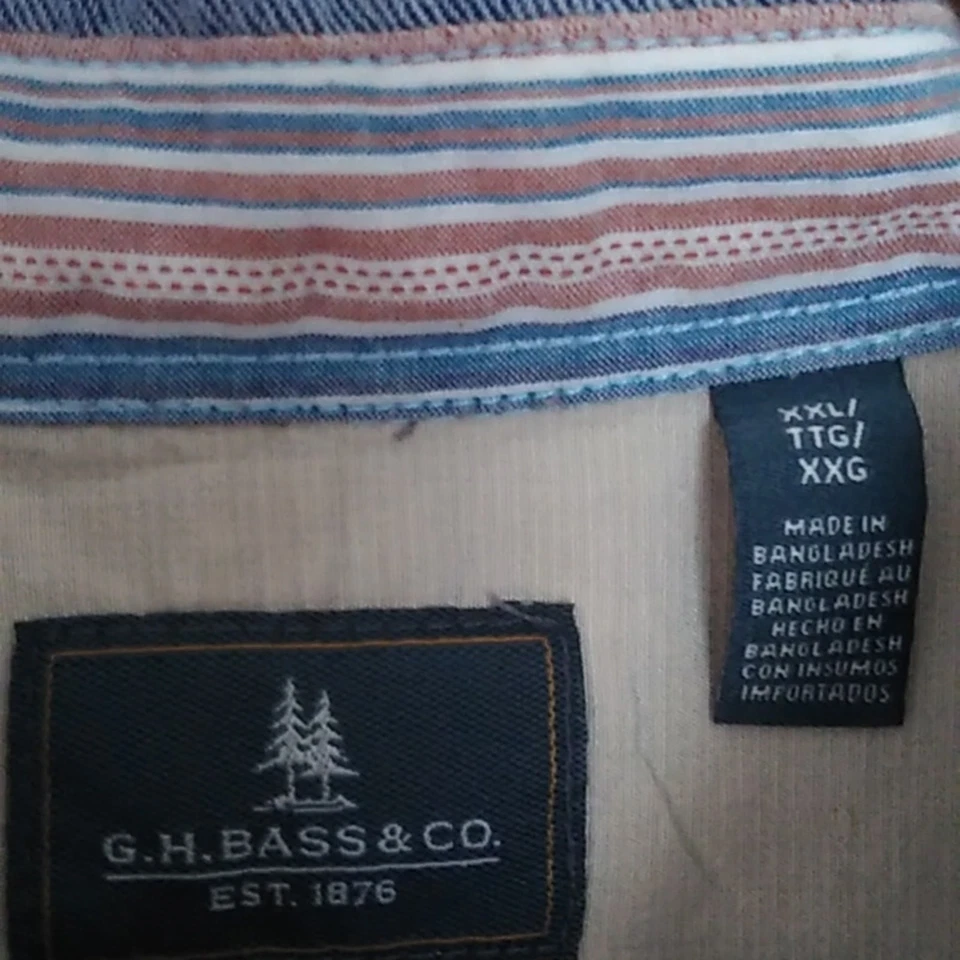 XXL/
TTG/
XXG
MADE IN
BANGLADESH
FABRIQUÉ AU
BANGLADESH
HECHO EN
BANGLADESH
CON INSUMOS
IMPORTADOS
G.H.BASS & CO.
EST. 1876